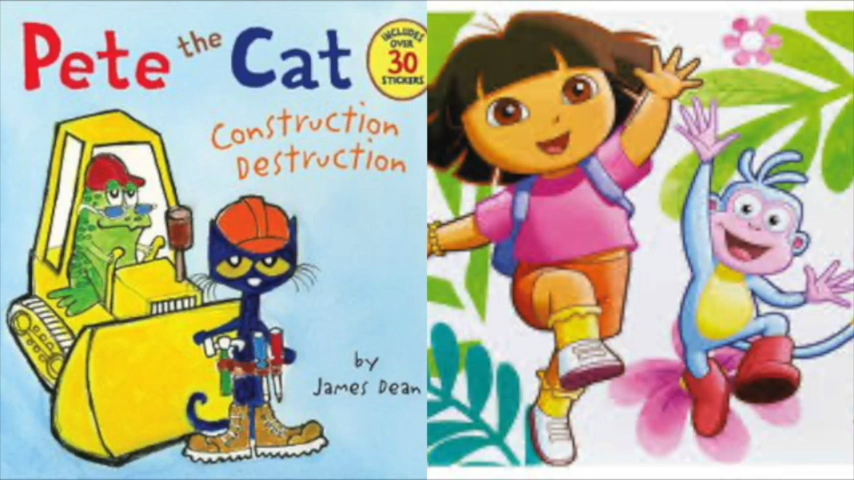 Pete the Cat
INCLUDES
OVER
30
STICKERS
Construction
Destruction
by
James Dean